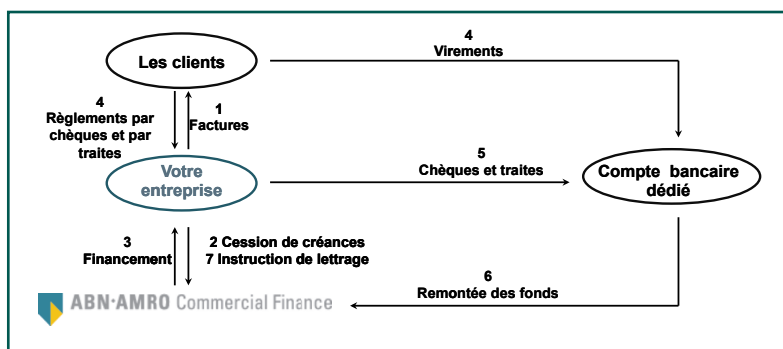 4
Virements
Les clients
4
Règlements par
chèques et par
traites
1
Factures
5
Chèques et traites
Votre
entreprise
Compte bancaire
dédié
3
Financement
2 Cession de créances
7 Instruction de lettrage
6
Remontée des fonds
ABN·AMRO Commercial Finance